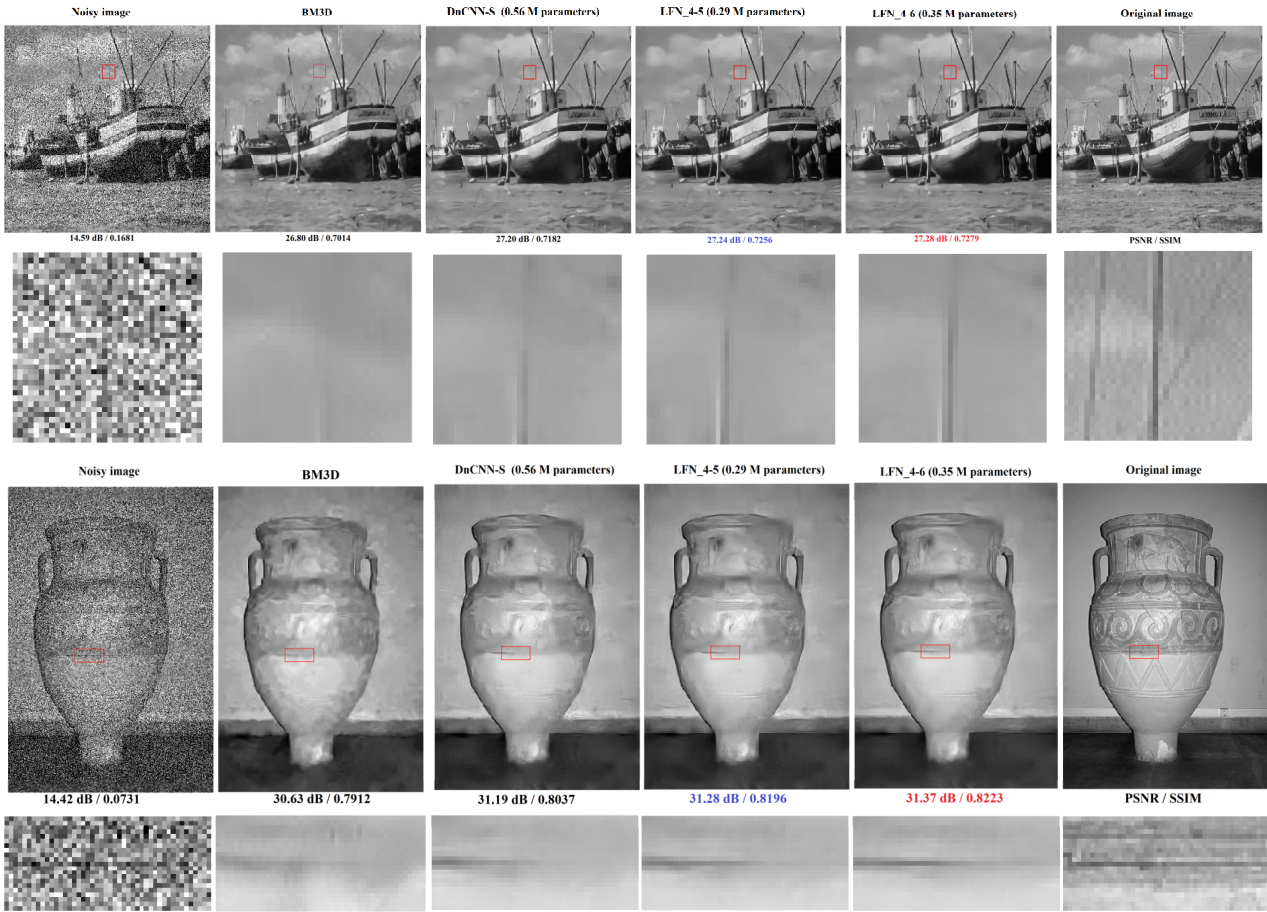 Noisy image BM3D DnCNN-S (0.56 M parameters) LFN_4-5 (0.29 M parameters) LFN_4 6 (0.35 M parameters) Original image
14.59 dB / 0.1681 26.80 dB / 0.7014 27.20 dB / 0.7182 27.24 dB / 0.7256 27.28 dB / 0.7279 PSNR / SSIM
Noisy image BM3D DnCNN-S (0.56 M parameters) LFN_4-5 (0.29 M parameters) LFN_4-6 (0.35 M parameters) Original image
14.42 dB / 0.0731 30.63 dB / 0.7912 31.19 dB / 0.8037 31.28 dB / 0.8196 31.37 dB / 0.8223 PSNR / SSIM